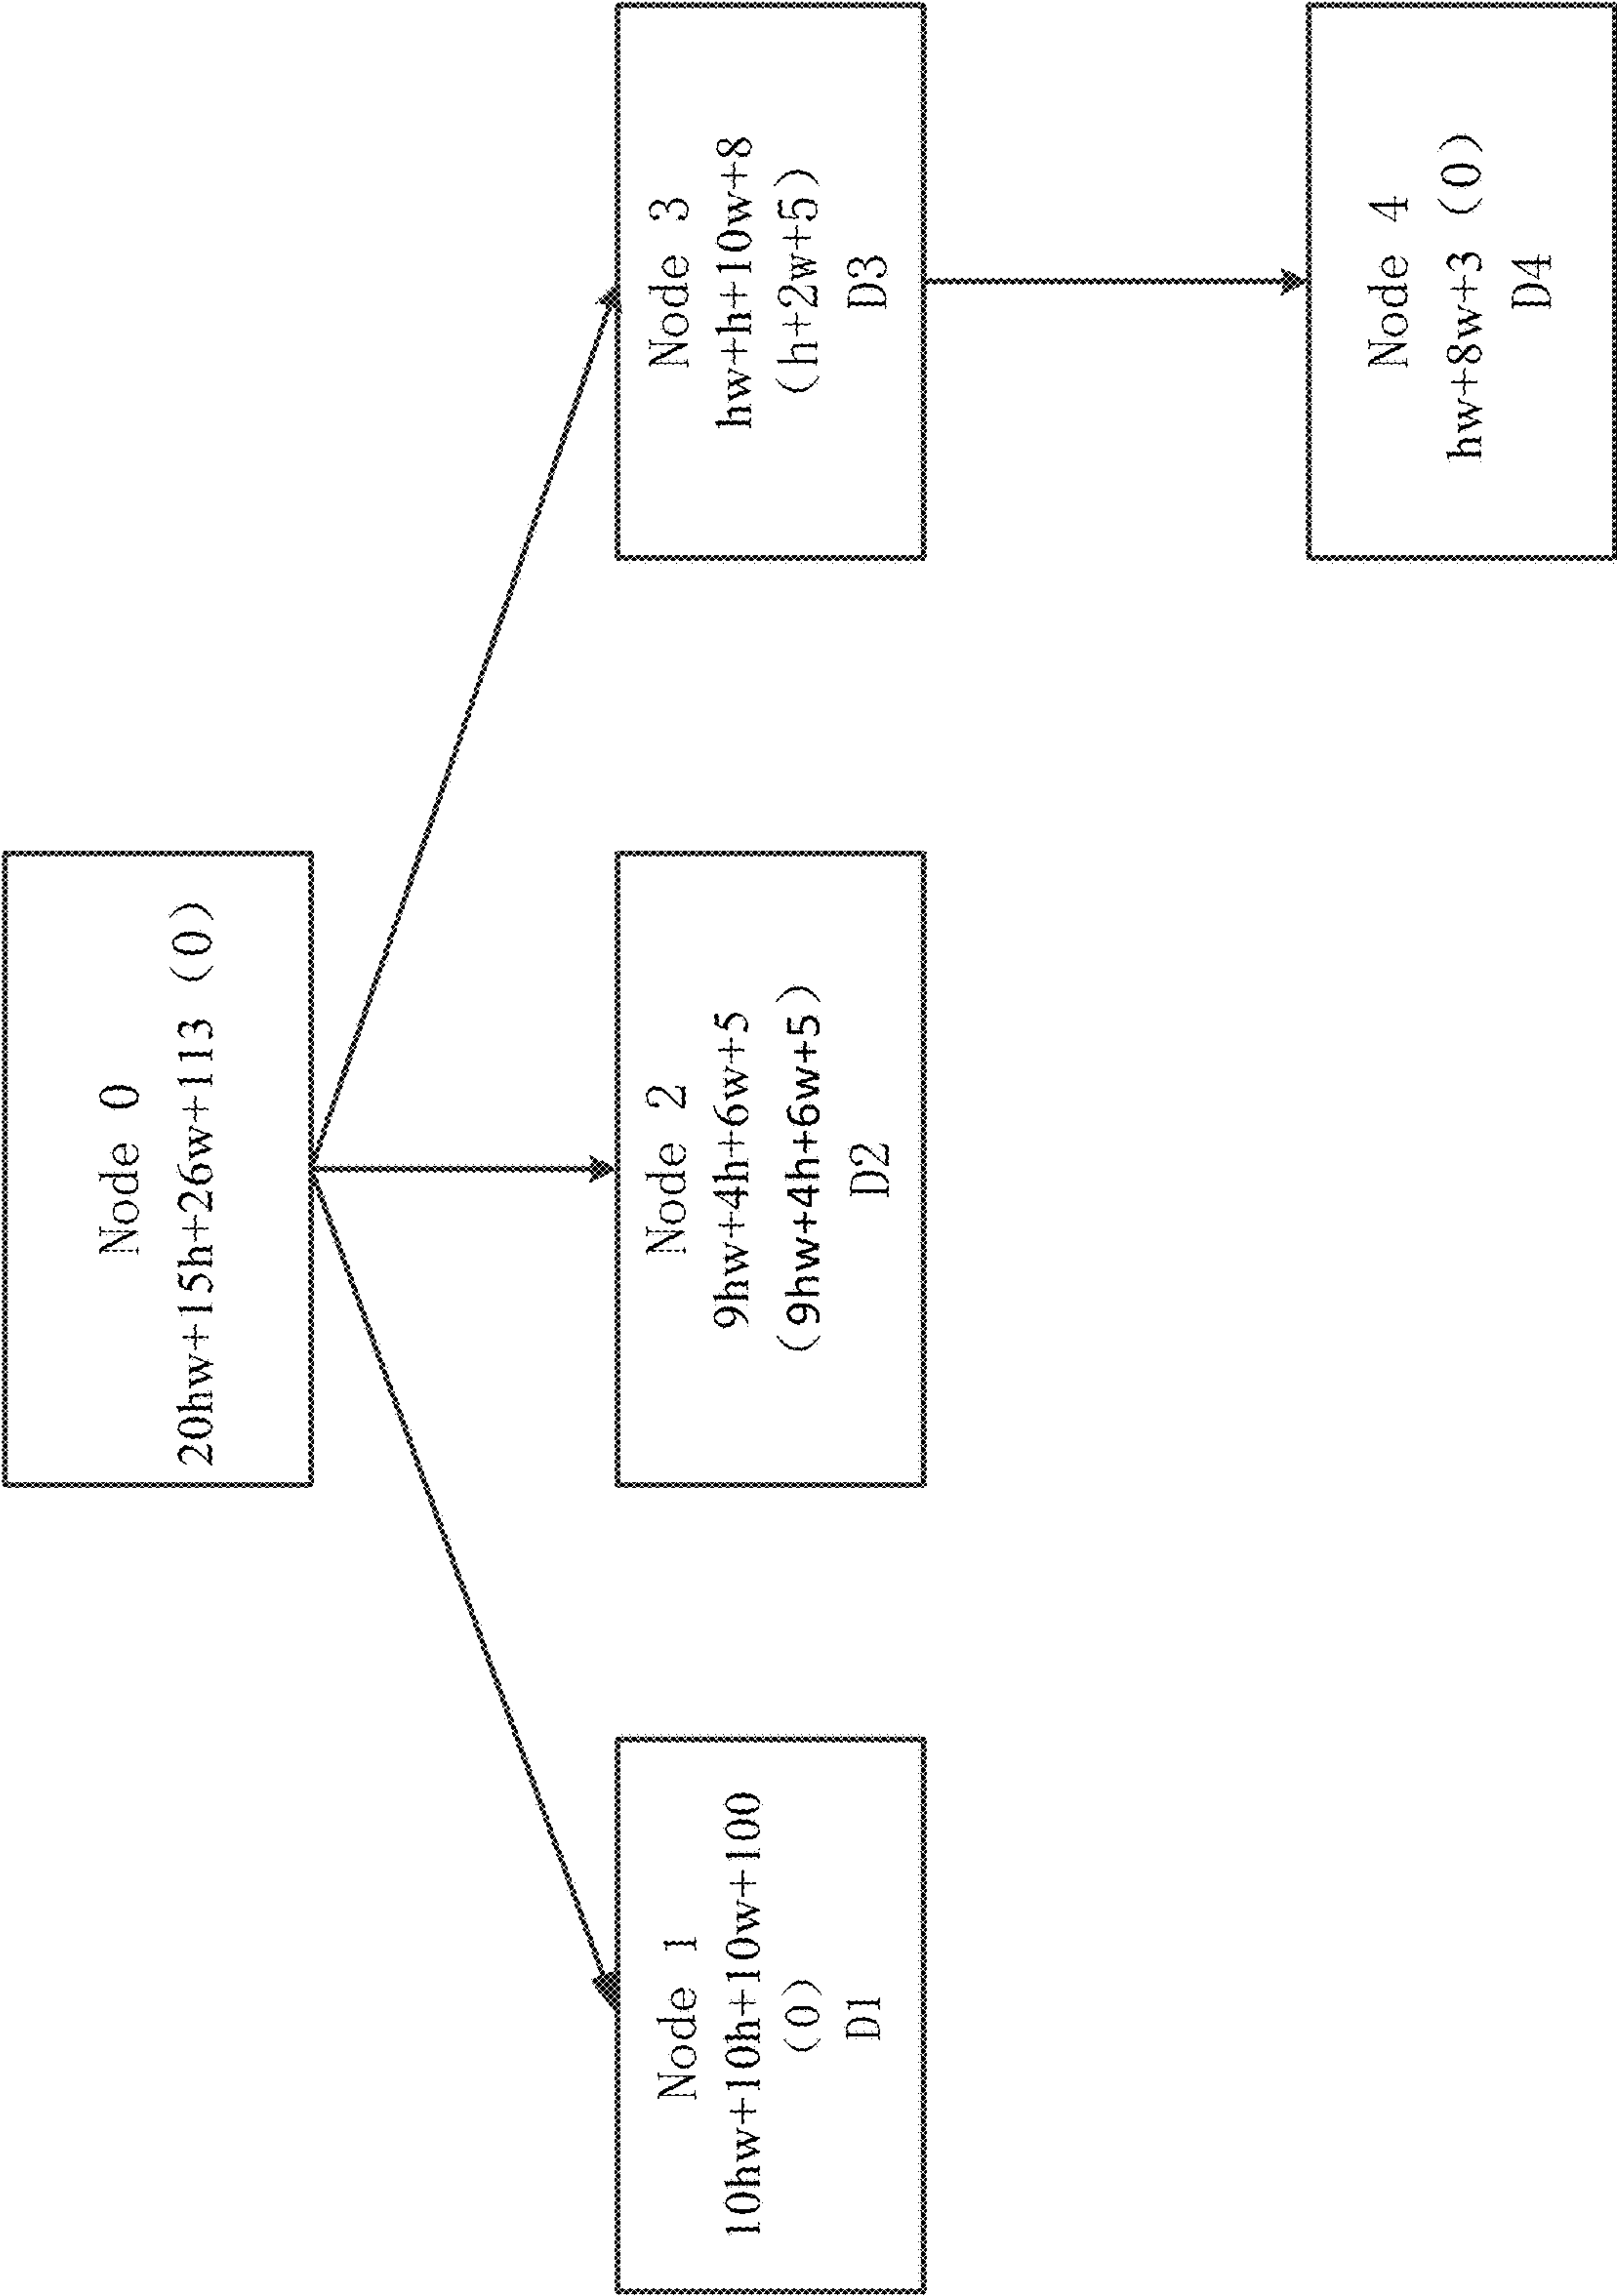 Node 0
20hw+15h+26w+113 (0)
Node 1
10hw+10h+10w+100
(0)
D1
Node 2
9hw+4h+6w+5
(9hw+4h+6w+5)
D2
Node 3
hw+h+10w+8
(h+2w+5)
D3
Node 4
hw+8w+3 (0)
D4